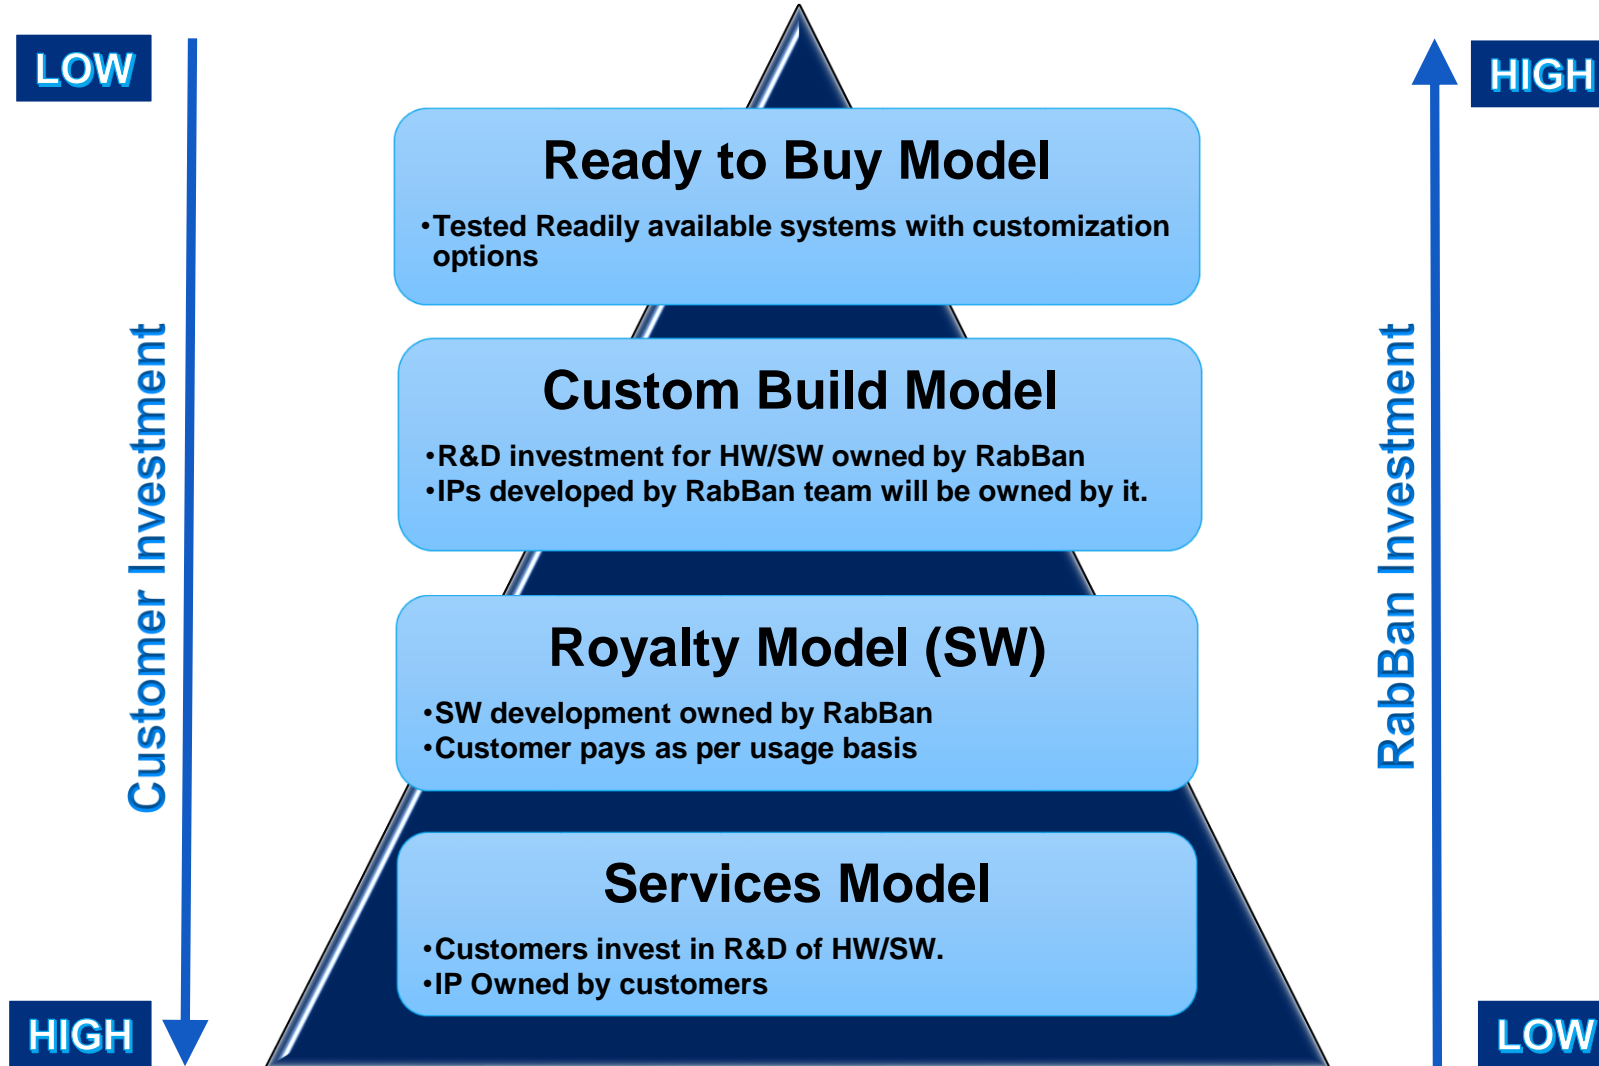 LOW
HIGH
Ready to Buy Model
•Tested Readily available systems with customization
options
Custom Build Model
•R&D investment for HW/SW owned by RabBan
•IPs developed by RabBan team will be owned by it.
Royalty Model (SW)
•SW development owned by RabBan
•Customer pays as per usage basis
Services Model
•Customers invest in R&D of HW/SW.
•IP Owned by customers
Customer Investment
RabBan Investment
HIGH
LOW